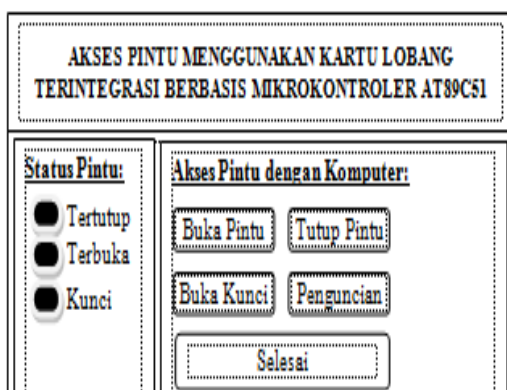 AKSES PINTU MENGGUNAKAN KARTU LOBANG
TERINTEGRASI BERBASIS MIKROKONTROLER AT89C51
Status Pintu:
Tertutup
Terbuka
Kunci
Akses Pintu dengan Komputer:
Buka Pintu
Tutup Pintu
Buka Kunci
Penguncian
Selesai